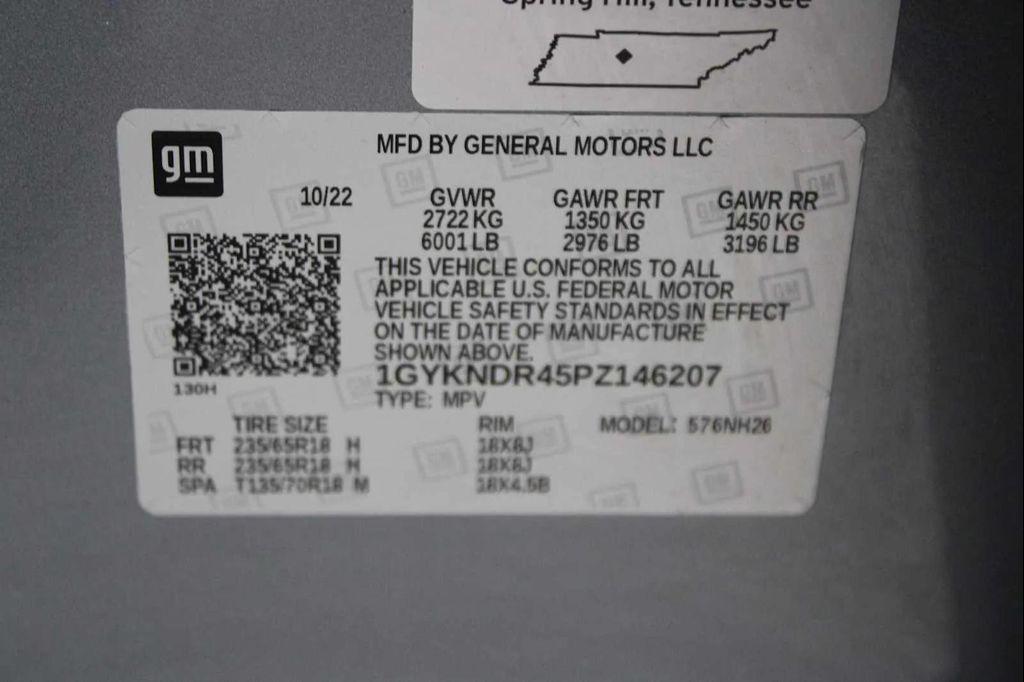 Spring Hill, Tennessee
gm
MFD BY GENERAL MOTORS LLC
10/22 GVWR GAWR FRT GAWR RR
2722 KG 1350 KG 1450 KG
6001 LB 2976 LB 3196 LB
THIS VEHICLE CONFORMS TO ALL
APPLICABLE U.S. FEDERAL MOTOR
VEHICLE SAFETY STANDARDS IN EFFECT
ON THE DATE OF MANUFACTURE
SHOWN ABOVE.
1GYKNDR45PZ146207
130H
TYPE: MPV
TIRE SIZE RIM MODEL: 576NH26
FRT 235/65R18 H 18X8J
RR 235/65R18 H 18X8J
SPA T135/70R18 M 18X4.5B